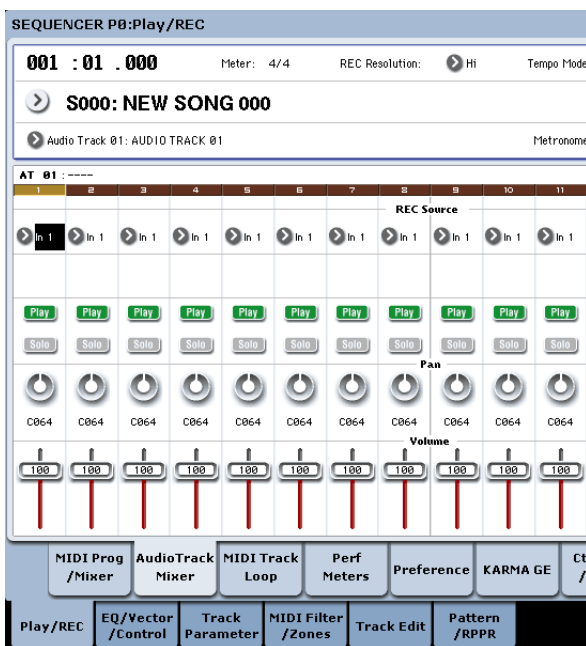 SEQUENCER P0:Play/REC
001 :01 .000 Meter: 4/4 REC Resolution: Hi Tempo Mode
S000: NEW SONG 000
Audio Track 01: AUDIO TRACK 01 Metronome
AT 01 :----
1 2 3 4 5 6 7 8 9 10 11
REC Source
In 1 In 1 In 1 In 1 In 1 In 1 In 1 In 1 In 1 In 1 In 1
Play Play Play Play Play Play Play Play Play Play Play
Solo Solo Solo Solo Solo Solo Solo Solo Solo Solo Solo
Pan
C064 C064 C064 C064 C064 C064 C064 C064 C064 C064 C064
Volume
100 100 100 100 100 100 100 100 100 100 100
MIDI Prog /Mixer AudioTrack Mixer MIDI Track Loop Perf Meters Preference KARMA GE Ct /
Play/REC EQ/Vector /Control Track Parameter MIDI Filter /Zones Track Edit Pattern /RPPR